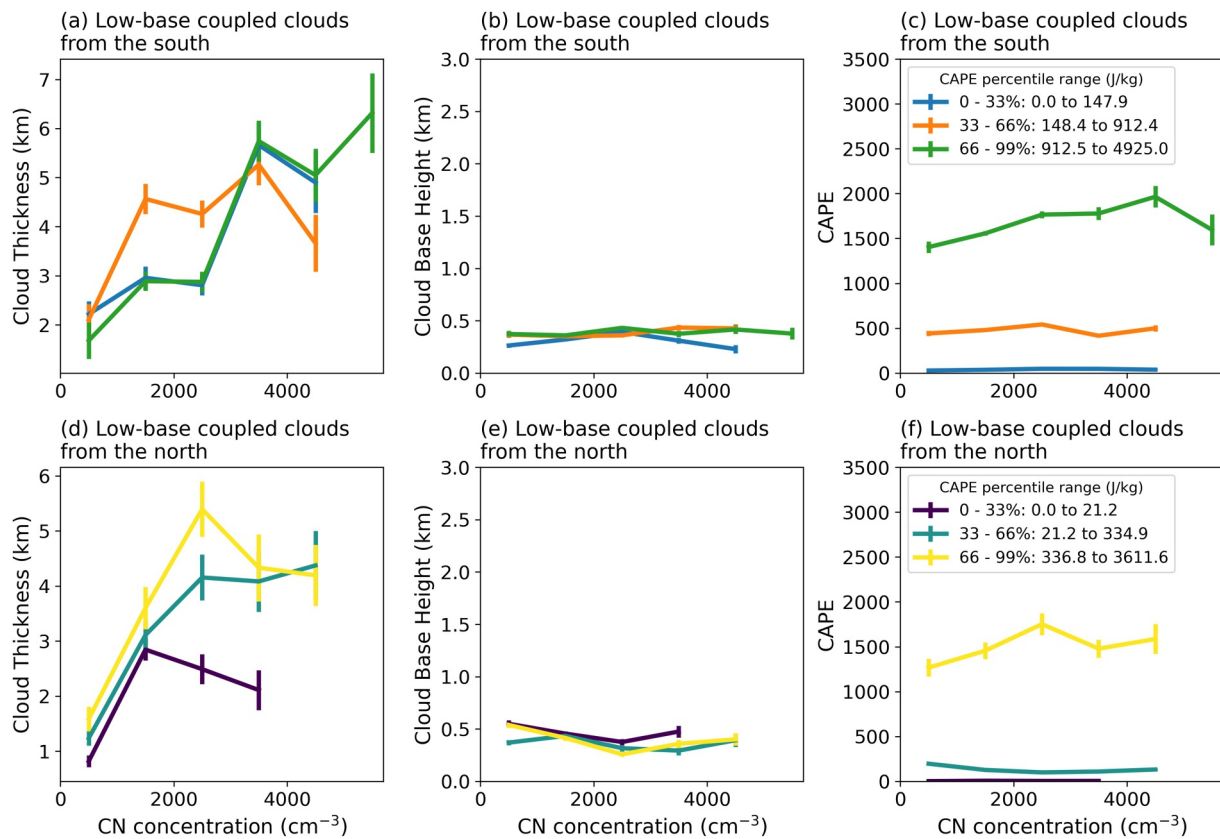 (a) Low-base coupled clouds
from the south
Cloud Thickness (km)
7
6
5
4
3
2
0
2000
4000
(b) Low-base coupled clouds
from the south
Cloud Base Height (km)
3.0
2.5
2.0
1.5
1.0
0.5
0.0
0
2000
4000
(c) Low-base coupled clouds
from the south
CAPE
3500
3000
2500
2000
1500
1000
500
0
0
2000
4000
CAPE percentile range (J/kg)
0 - 33%: 0.0 to 147.9
33 - 66%: 148.4 to 912.4
66 - 99%: 912.5 to 4925.0
(d) Low-base coupled clouds
from the north
Cloud Thickness (km)
6
5
4
3
2
1
0
2000
4000
CN concentration (cm⁻³)
(e) Low-base coupled clouds
from the north
Cloud Base Height (km)
3.0
2.5
2.0
1.5
1.0
0.5
0.0
0
2000
4000
CN concentration (cm⁻³)
(f) Low-base coupled clouds
from the north
CAPE
3500
3000
2500
2000
1500
1000
500
0
0
2000
4000
CN concentration (cm⁻³)
CAPE percentile range (J/kg)
0 - 33%: 0.0 to 21.2
33 - 66%: 21.2 to 334.9
66 - 99%: 336.8 to 3611.6